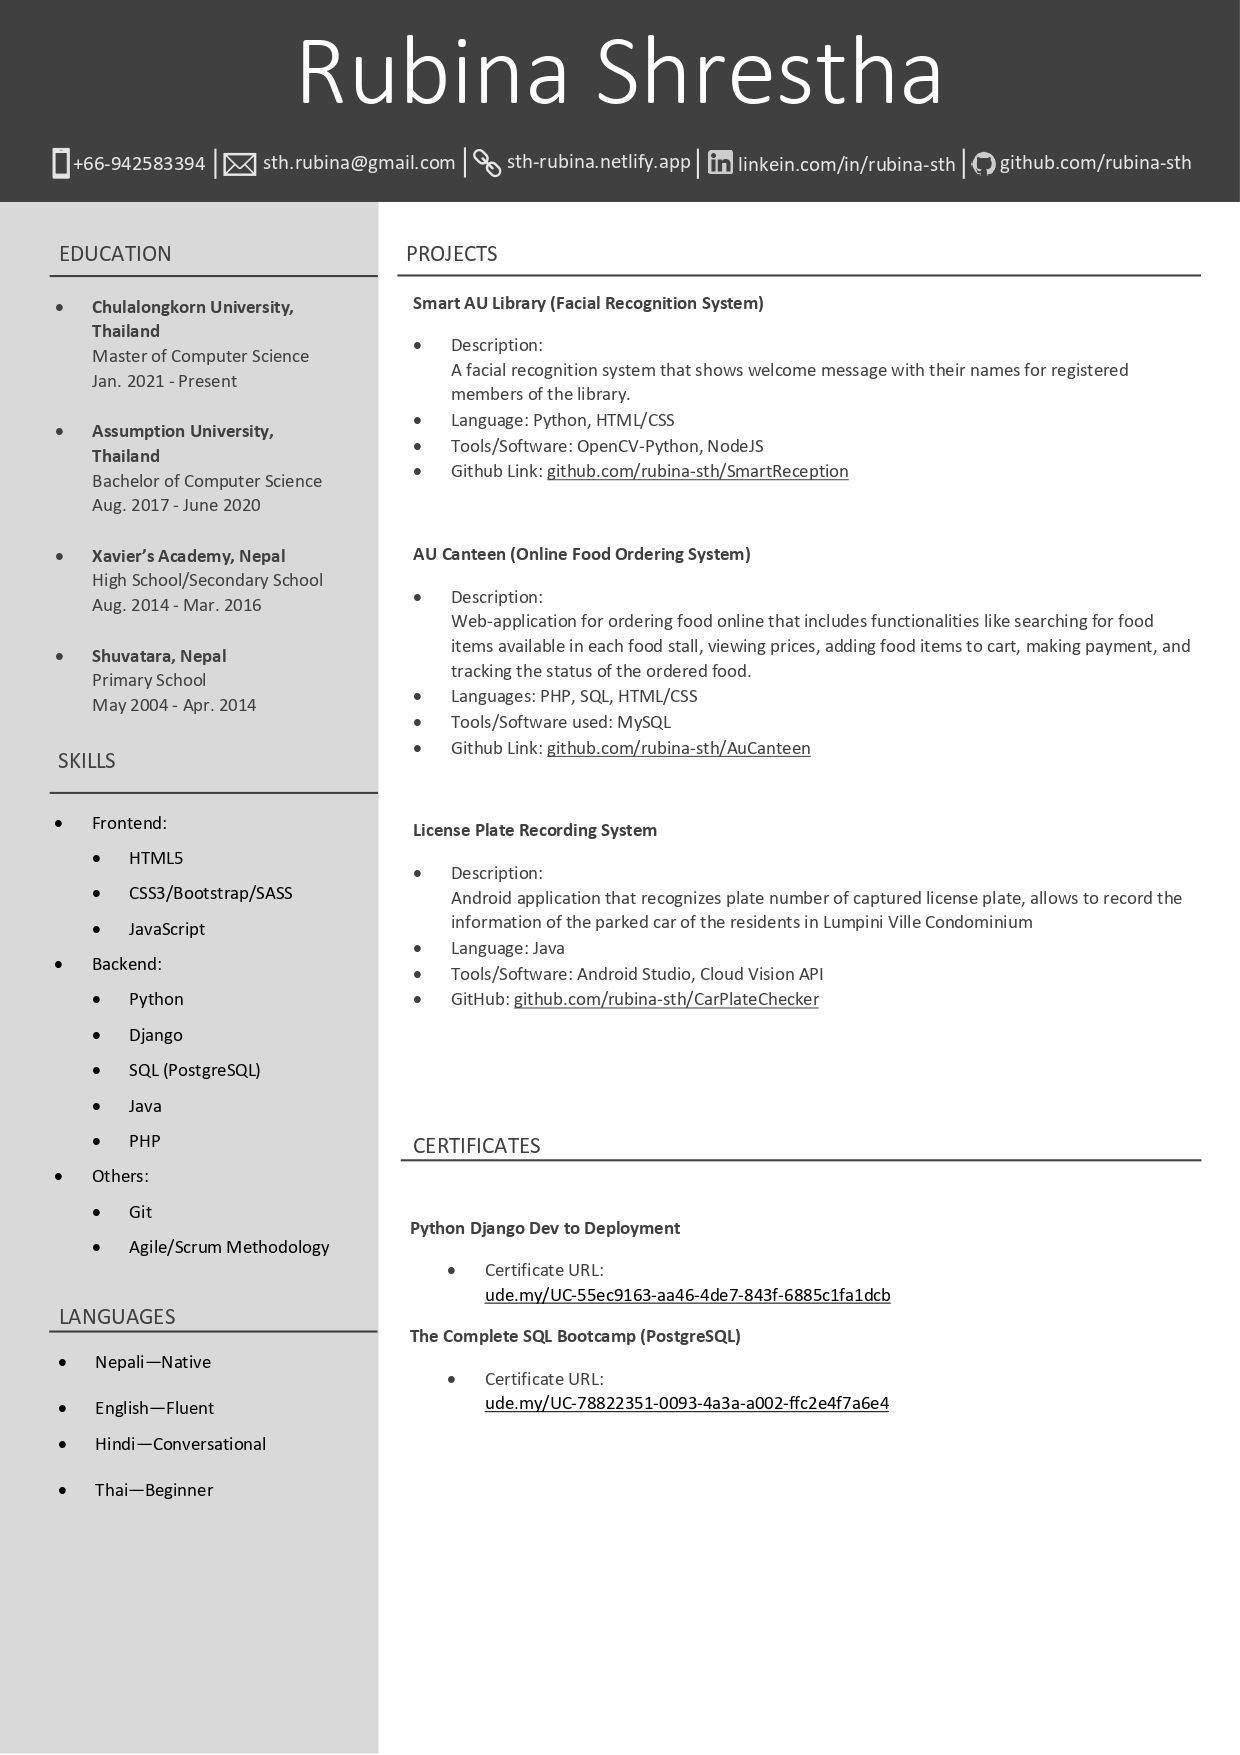 Rubina Shrestha
+66-942583394 | sth.rubina@gmail.com | sth-rubina.netlify.app | linkein.com/in/rubina-sth | github.com/rubina-sth
EDUCATION
• Chulalongkorn University,
Thailand
Master of Computer Science
Jan. 2021 - Present
• Assumption University,
Thailand
Bachelor of Computer Science
Aug. 2017 - June 2020
• Xavier’s Academy, Nepal
High School/Secondary School
Aug. 2014 - Mar. 2016
• Shuvatara, Nepal
Primary School
May 2004 - Apr. 2014
SKILLS
• Frontend:
• HTML5
• CSS3/Bootstrap/SASS
• JavaScript
• Backend:
• Python
• Django
• SQL (PostgreSQL)
• Java
• PHP
• Others:
• Git
• Agile/Scrum Methodology
LANGUAGES
• Nepali—Native
• English—Fluent
• Hindi—Conversational
• Thai—Beginner
PROJECTS
Smart AU Library (Facial Recognition System)
• Description:
A facial recognition system that shows welcome message with their names for registered
members of the library.
• Language: Python, HTML/CSS
• Tools/Software: OpenCV-Python, NodeJS
• Github Link: github.com/rubina-sth/SmartReception
AU Canteen (Online Food Ordering System)
• Description:
Web-application for ordering food online that includes functionalities like searching for food
items available in each food stall, viewing prices, adding food items to cart, making payment, and
tracking the status of the ordered food.
• Languages: PHP, SQL, HTML/CSS
• Tools/Software used: MySQL
• Github Link: github.com/rubina-sth/AuCanteen
License Plate Recording System
• Description:
Android application that recognizes plate number of captured license plate, allows to record the
information of the parked car of the residents in Lumpini Ville Condominium
• Language: Java
• Tools/Software: Android Studio, Cloud Vision API
• GitHub: github.com/rubina-sth/CarPlateChecker
CERTIFICATES
Python Django Dev to Deployment
• Certificate URL:
ude.my/UC-55ec9163-aa46-4de7-843f-6885c1fa1dcb
The Complete SQL Bootcamp (PostgreSQL)
• Certificate URL:
ude.my/UC-78822351-0093-4a3a-a002-ffc2e4f7a6e4